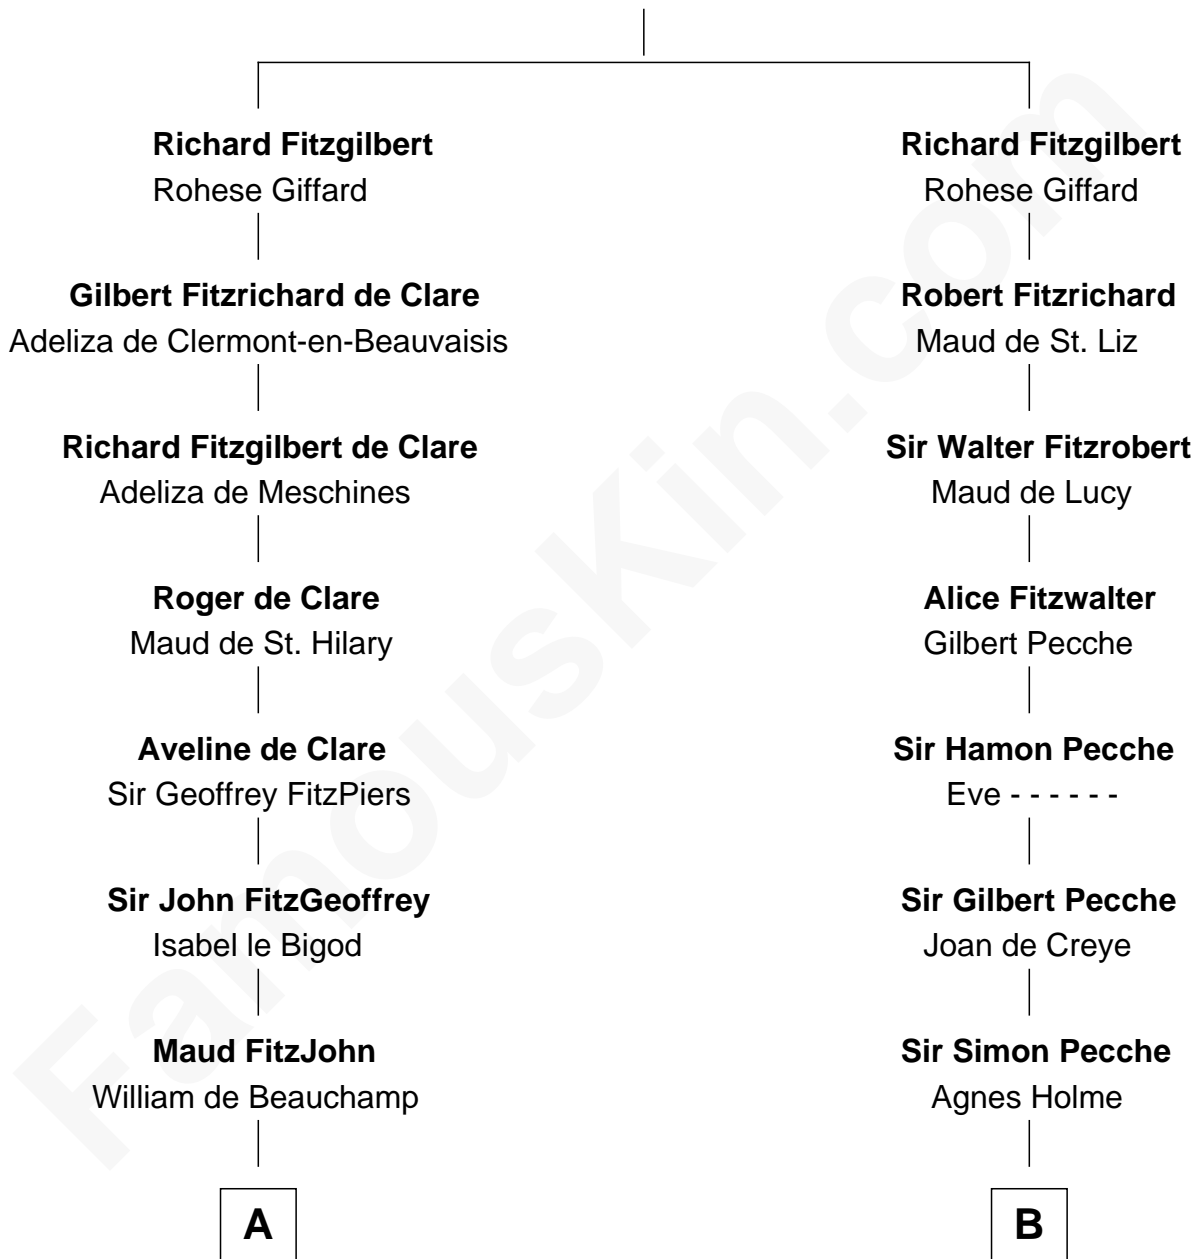 Richard Fitzgilbert
Rohese Giffard
Gilbert Fitzrichard de Clare
Adeliza de Clermont-en-Beauvaisis
Richard Fitzgilbert de Clare
Adeliza de Meschines
Roger de Clare
Maud de St. Hilary
Aveline de Clare
Sir Geoffrey FitzPiers
Sir John FitzGeoffrey
Isabel le Bigod
Maud FitzJohn
William de Beauchamp
A
Richard Fitzgilbert
Rohese Giffard
Robert Fitzrichard
Maud de St. Liz
Sir Walter Fitzrobert
Maud de Lucy
Alice Fitzwalter
Gilbert Pecche
Sir Hamon Pecche
Eve - - - - - -
Sir Gilbert Pecche
Joan de Creye
Sir Simon Pecche
Agnes Holme
B
FamousKin.com